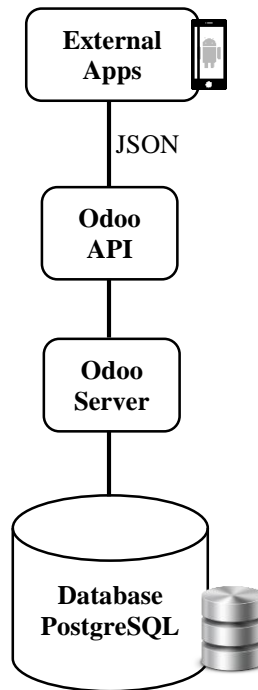 External
Apps
JSON
Odoo
API
Odoo
Server
Database
PostgreSQL